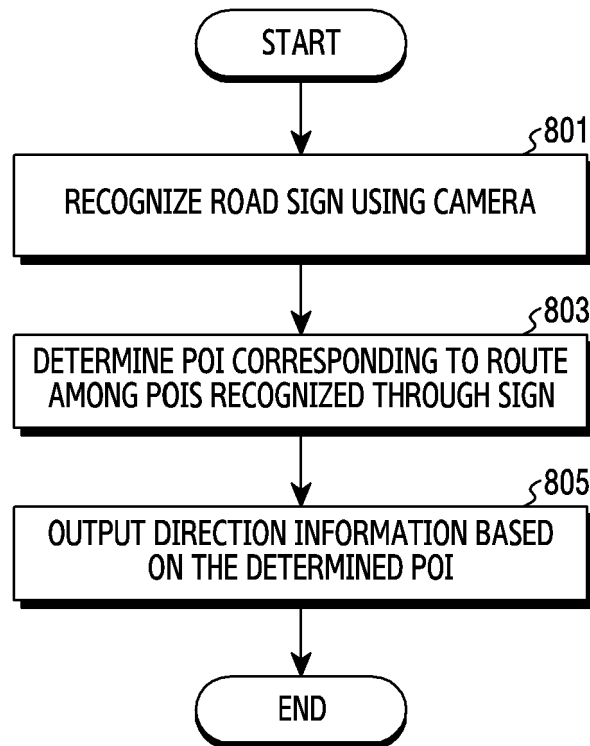 START
801
RECOGNIZE ROAD SIGN USING CAMERA
803
DETERMINE POI CORRESPONDING TO ROUTE
AMONG POIS RECOGNIZED THROUGH SIGN
805
OUTPUT DIRECTION INFORMATION BASED
ON THE DETERMINED POI
END